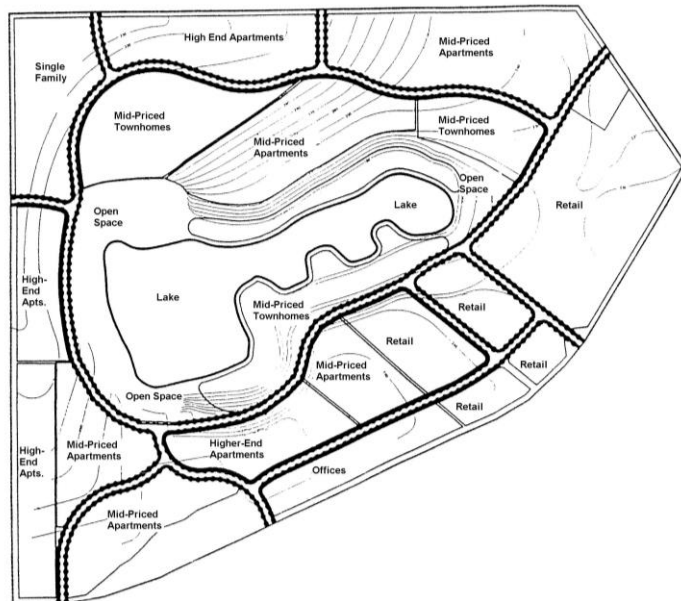 High End Apartments
Mid-Priced
Apartments
Single
Family
Mid-Priced
Townhomes
Mid-Priced
Apartments
Mid-Priced
Townhomes
Open
Space
Open
Space
Lake
Retail
High-
End
Apts.
Lake
Mid-Priced
Townhomes
Retail
Retail
Mid-Priced
Apartments
Retail
Open Space
Retail
Mid-Priced
Apartments
Higher-End
Apartments
High-
End
Apts.
Offices
Mid-Priced
Apartments